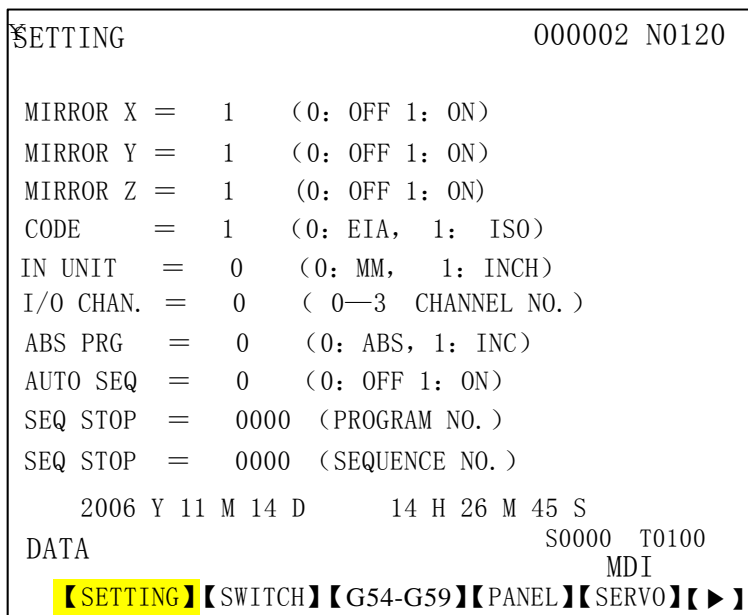 SETTING O00002 N0120
MIRROR X = 1 (0: OFF 1: ON)
MIRROR Y = 1 (0: OFF 1: ON)
MIRROR Z = 1 (0: OFF 1: ON)
CODE = 1 (0: EIA, 1: ISO)
IN UNIT = 0 (0: MM, 1: INCH)
I/O CHAN. = 0 ( 0—3 CHANNEL NO.)
ABS PRG = 0 (0: ABS, 1: INC)
AUTO SEQ = 0 (0: OFF 1: ON)
SEQ STOP = 0000 (PROGRAM NO.)
SEQ STOP = 0000 (SEQUENCE NO.)
2006 Y 11 M 14 D 14 H 26 M 45 S
S0000 T0100
DATA MDI
【SETTING】【SWITCH】【G54-G59】【PANEL】【SERVO】【▶】